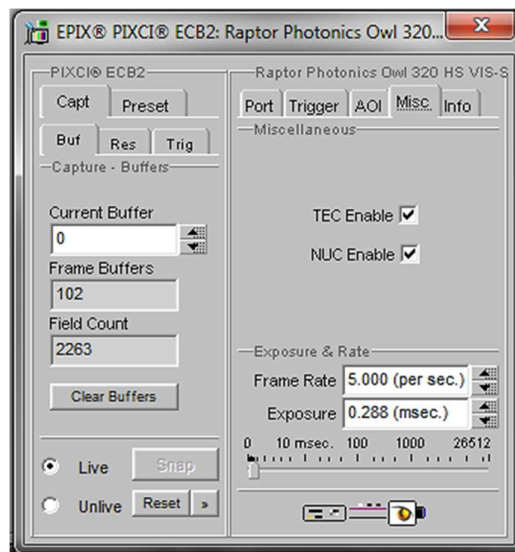 EPIX® PIXCI® ECB2: Raptor Photonics Owl 320...
PIXCI® ECB2
Capt Preset
Buf Res Trig
Capture - Buffers
Current Buffer
0
Frame Buffers
102
Field Count
2263
Clear Buffers
Live Snap
Unlive Reset »
Raptor Photonics Owl 320 HS VIS-S
Port Trigger AOI Misc. Info
Miscellaneous
TEC Enable
NUC Enable
Exposure & Rate
Frame Rate 5.000 (per sec.)
Exposure 0.288 (msec.)
0 10 msec. 100 1000 26512